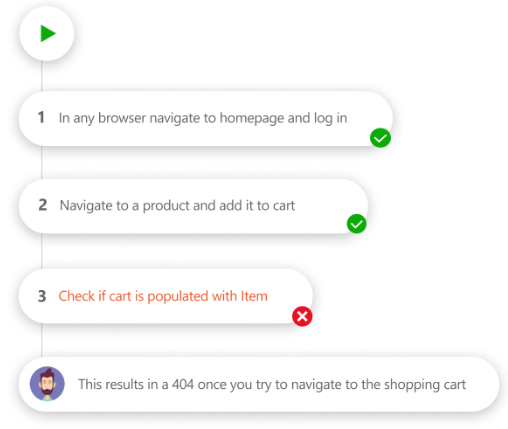 1 In any browser navigate to homepage and log in
2 Navigate to a product and add it to cart
3 Check if cart is populated with Item
This results in a 404 once you try to navigate to the shopping cart